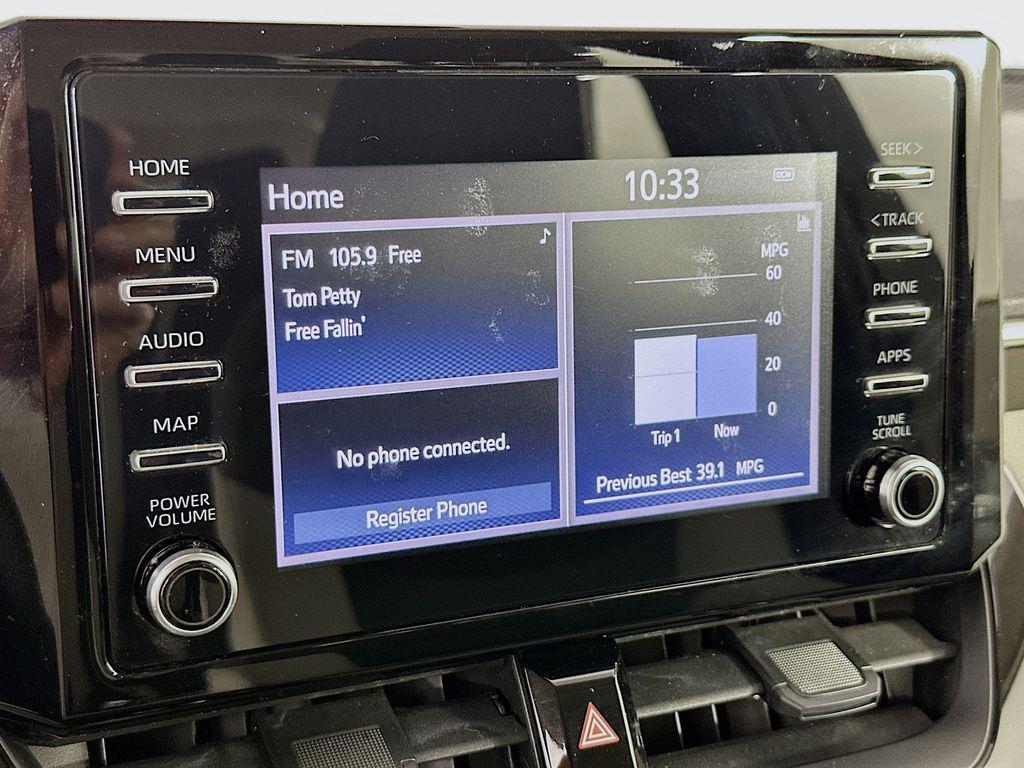 HOME
MENU
AUDIO
MAP
POWER
VOLUME
Home
10:33
DCM
FM 105.9 Free
Tom Petty
Free Fallin'
No phone connected.
Register Phone
MPG
60
40
20
0
Trip 1
Now
Previous Best 39.1 MPG
SEEK >
< TRACK
PHONE
APPS
TUNE
SCROLL